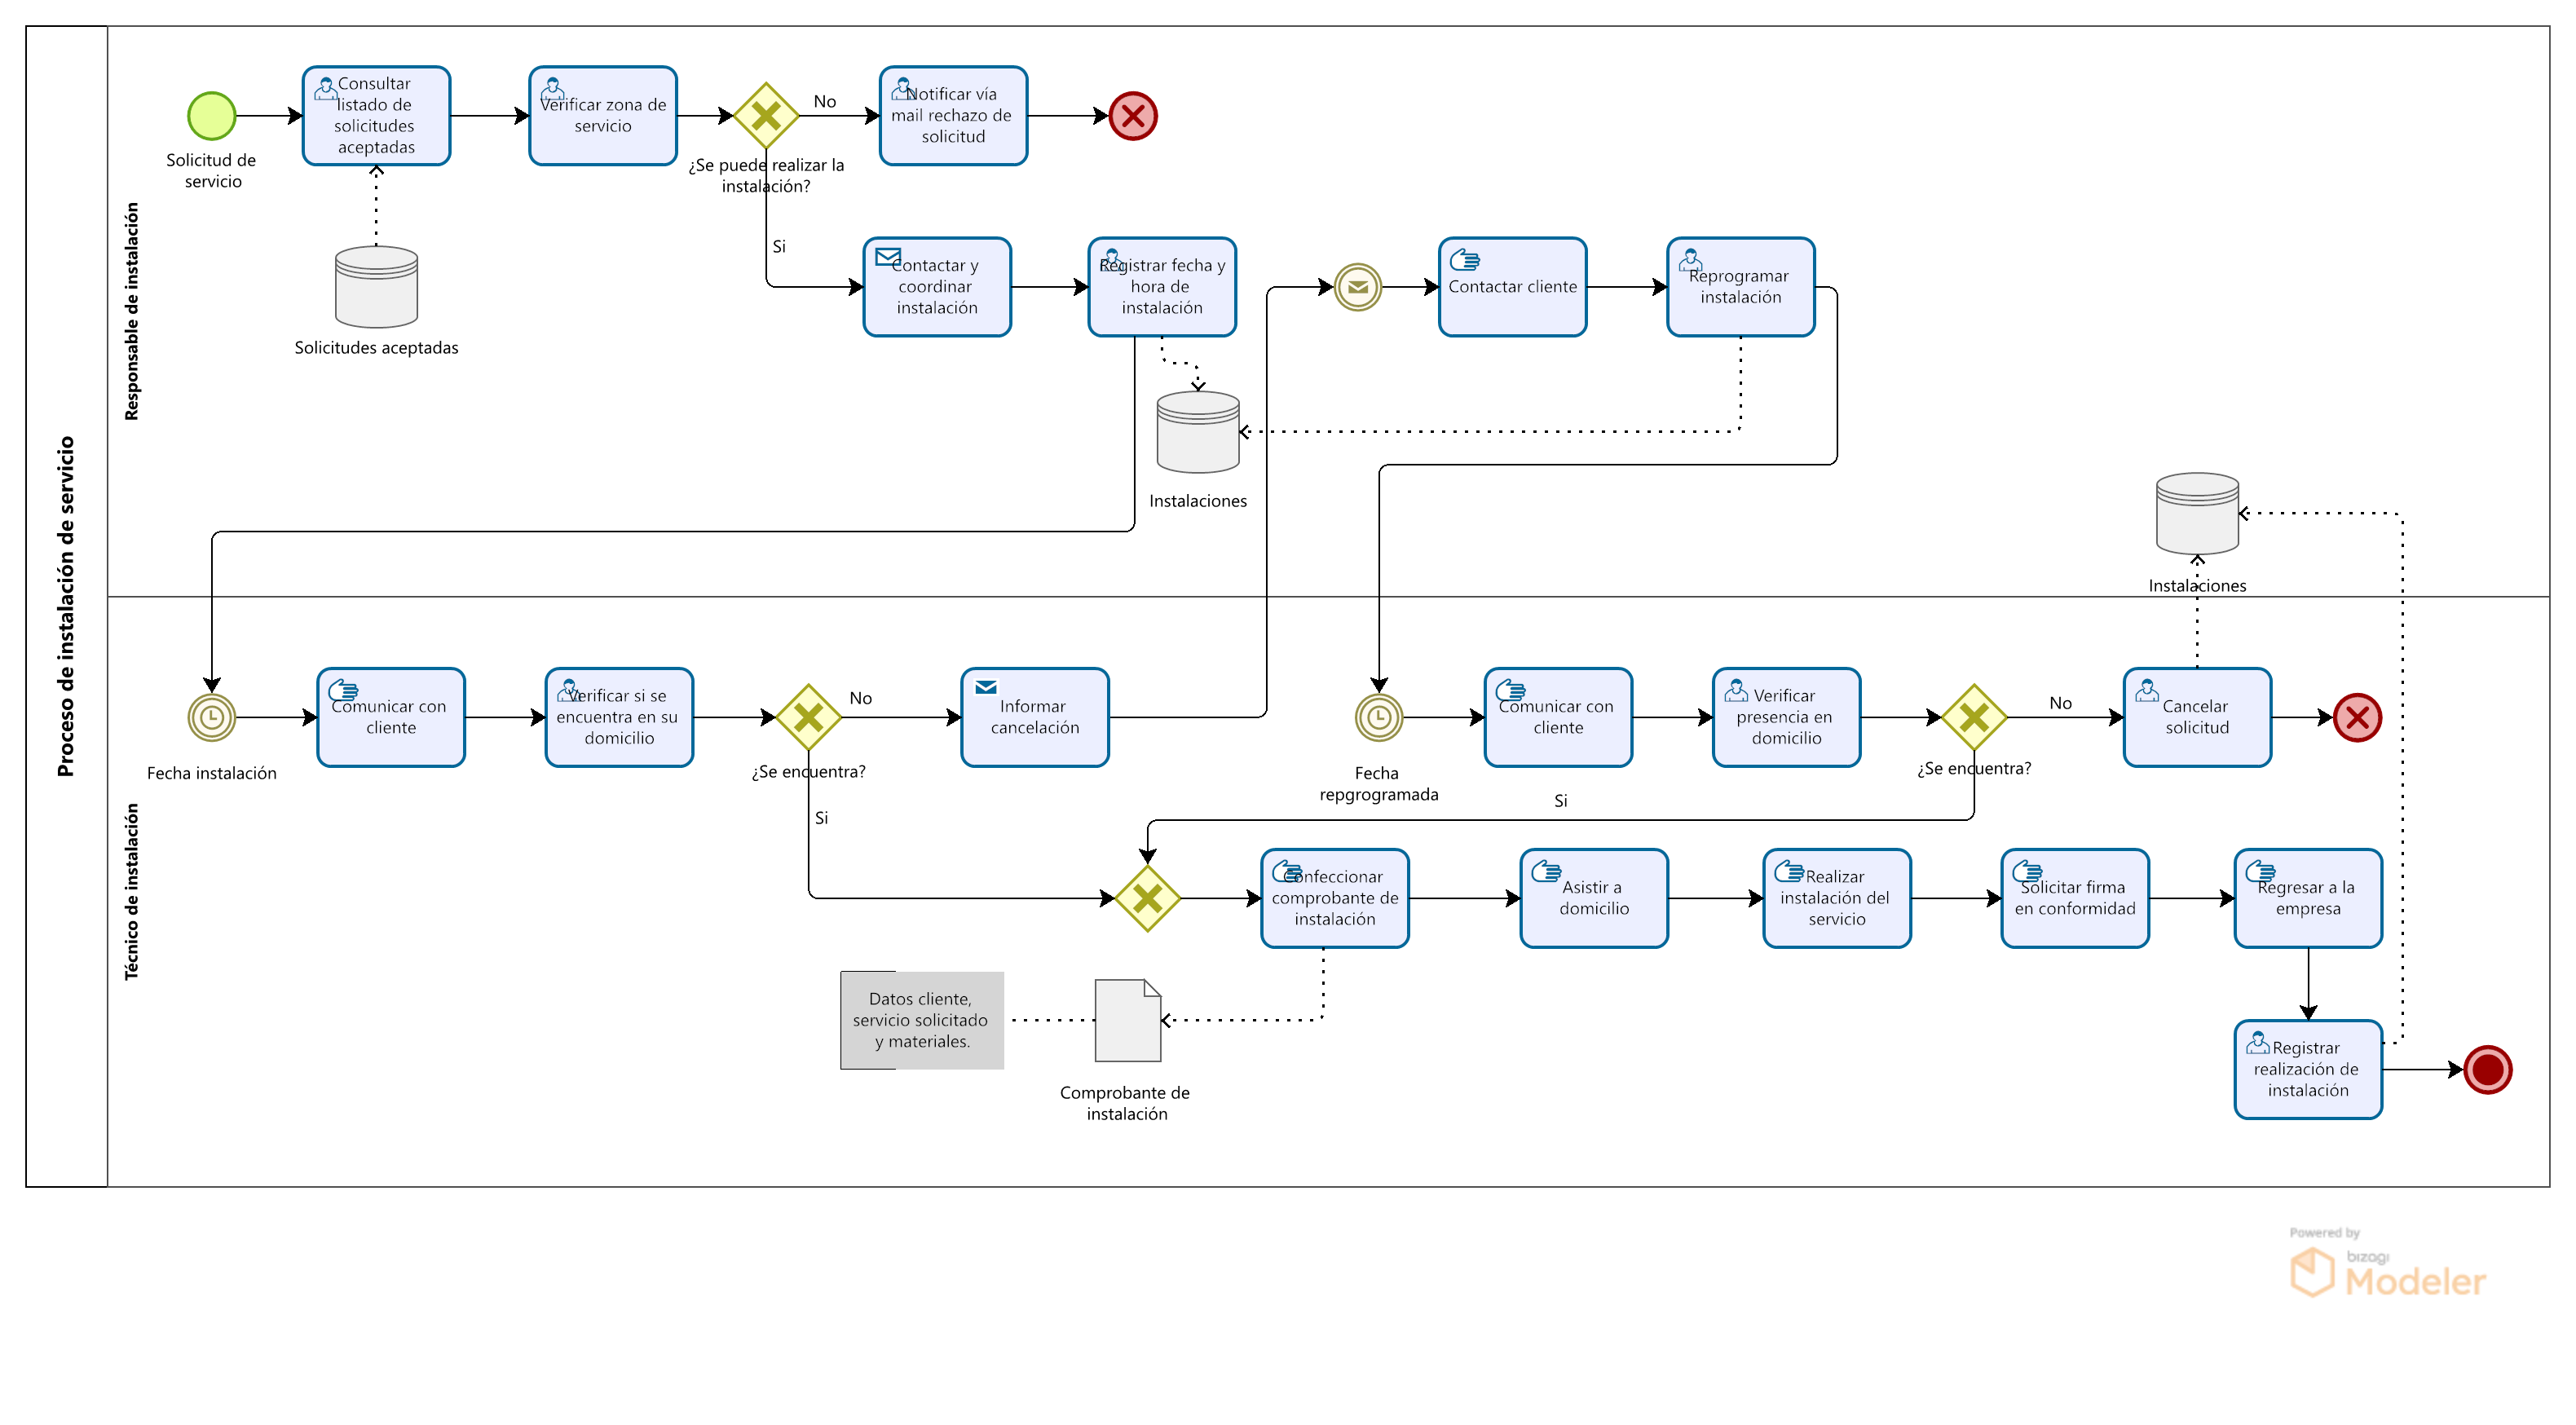 Proceso de instalación de servicio
Responsable de instalación
Solicitud de
servicio
Consultar
listado de
solicitudes
aceptadas
Verificar zona de
servicio
¿Se puede realizar la
instalación?
No
Notificar vía
mail rechazo de
solicitud
Solicitudes aceptadas
Si
Contactar y
coordinar
instalación
Registrar fecha y
hora de
instalación
Instalaciones
Contactar cliente
Reprogramar
instalación
Instalaciones
Técnico de instalación
Fecha instalación
Comunicar con
cliente
Verificar si se
encuentra en su
domicilio
¿Se encuentra?
No
Informar
cancelación
Si
Fecha
repgrogramada
Comunicar con
cliente
Verificar
presencia en
domicilio
¿Se encuentra?
No
Cancelar
solicitud
Si
Confeccionar
comprobante de
instalación
Asistir a
domicilio
Realizar
instalación del
servicio
Solicitar firma
en conformidad
Regresar a la
empresa
Datos cliente,
servicio solicitado
y materiales.
Comprobante de
instalación
Registrar
realización de
instalación
Powered by
bizagi
Modeler